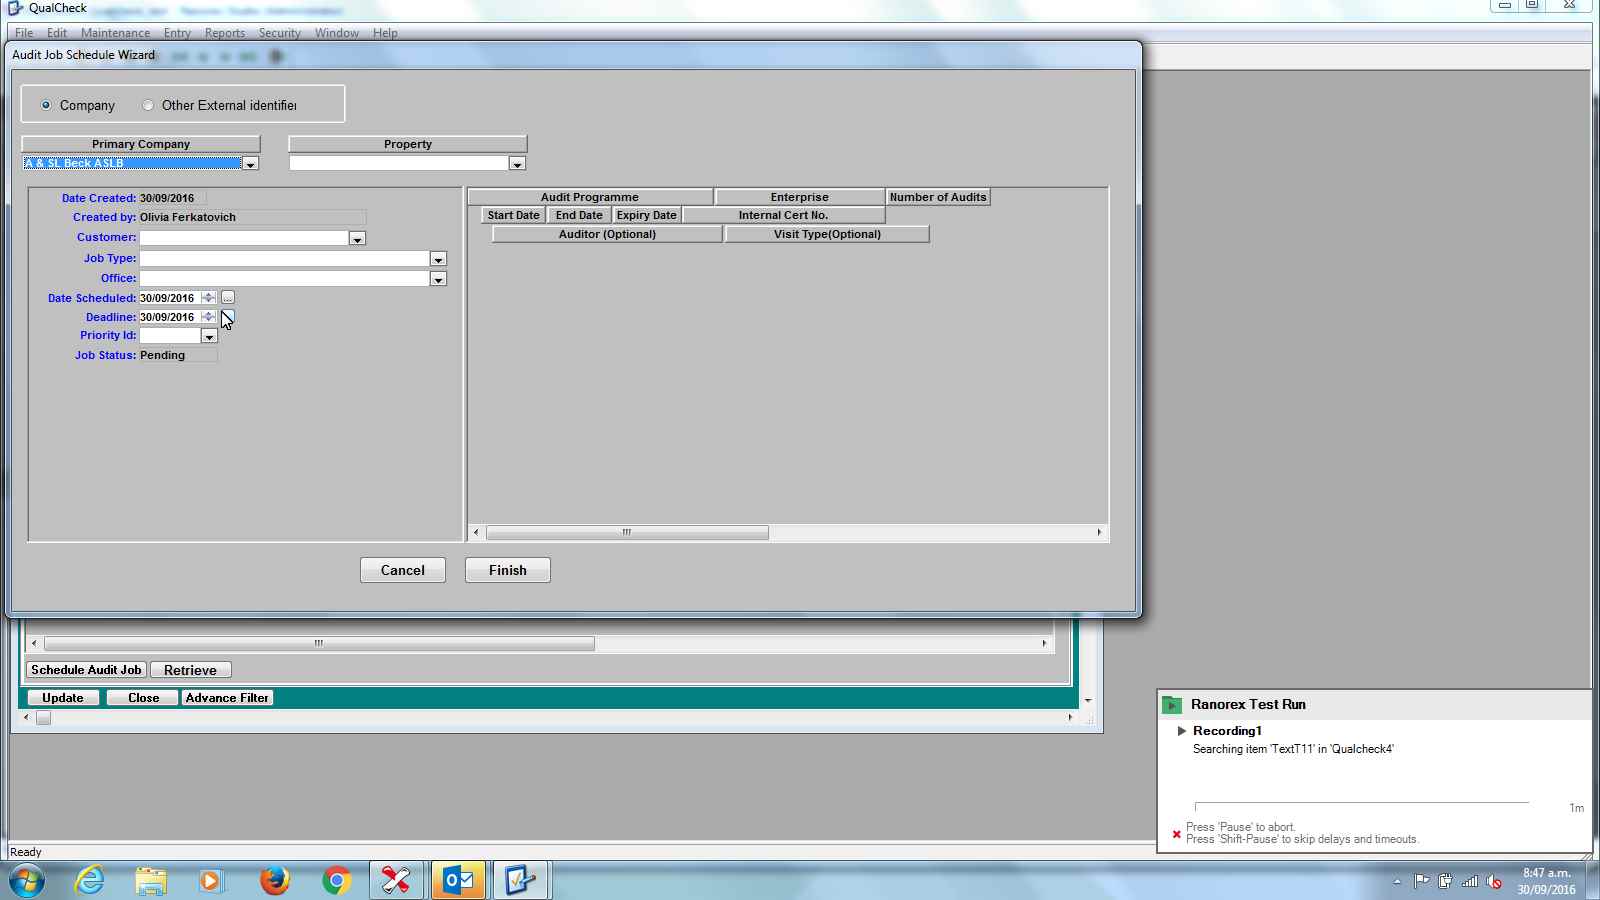 QualCheck
File Edit Maintenance Entry Reports Security Window Help
Audit Job Schedule Wizard
Company Other External identifier
Primary Company Property
A & SL Beck ASLB
Date Created: 30/09/2016
Created by: Olivia Ferkatovich
Customer:
Job Type:
Office:
Date Scheduled: 30/09/2016 ...
Deadline: 30/09/2016
Priority Id:
Job Status: Pending
Audit Programme Enterprise Number of Audits
Start Date End Date Expiry Date Internal Cert No.
Auditor (Optional) Visit Type(Optional)
Cancel Finish
Schedule Audit Job Retrieve
Update Close Advance Filter
Ranorex Test Run
Recording1
Searching item 'TextT11' in 'Qualcheck4'
1m
Press 'Pause' to abort.
Press 'Shift-Pause' to skip delays and timeouts.
Ready
8:47 a.m.
30/09/2016